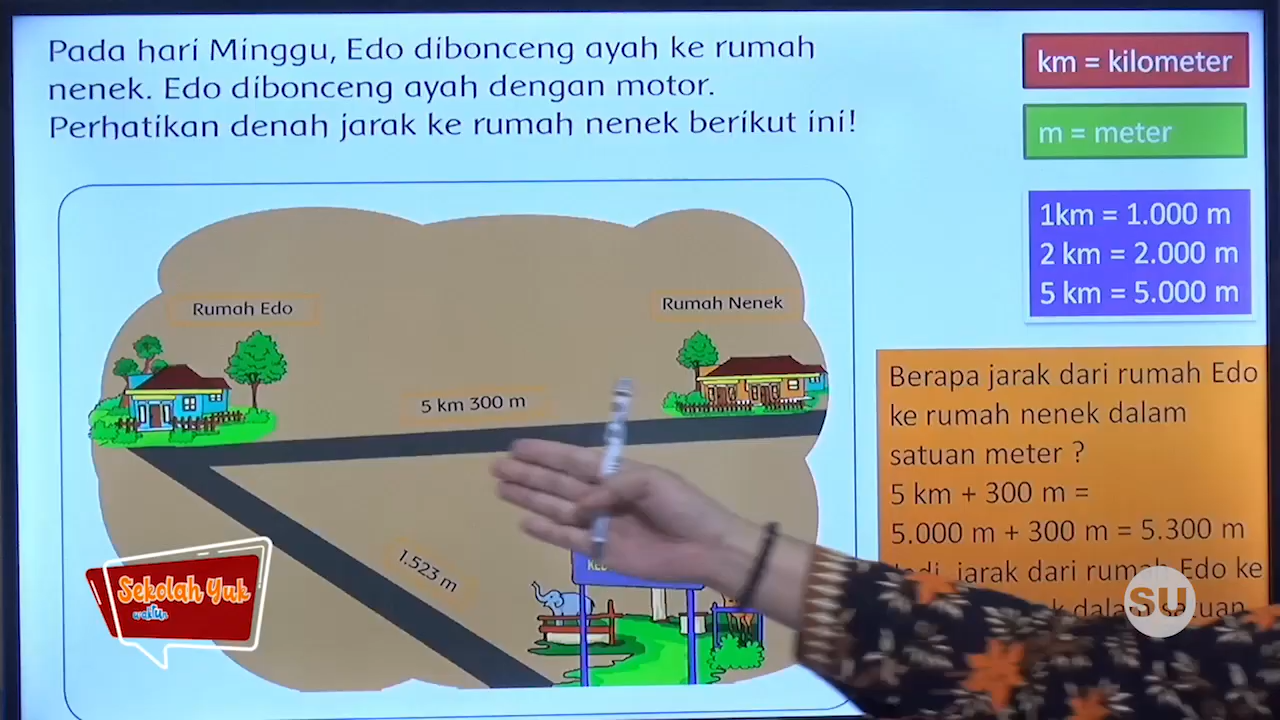 Pada hari Minggu, Edo dibonceng ayah ke rumah
nenek. Edo dibonceng ayah dengan motor.
Perhatikan denah jarak ke rumah nenek berikut ini!
km = kilometer
m = meter
1km = 1.000 m
2 km = 2.000 m
5 km = 5.000 m
Rumah Edo
Rumah Nenek
5 km 300 m
1.523 m
Berapa jarak dari rumah Edo
ke rumah nenek dalam
satuan meter ?
5 km + 300 m =
5.000 m + 300 m = 5.300 m
jarak dari rumah Edo ke
dalam satuan
Sekolah Yuk
SU